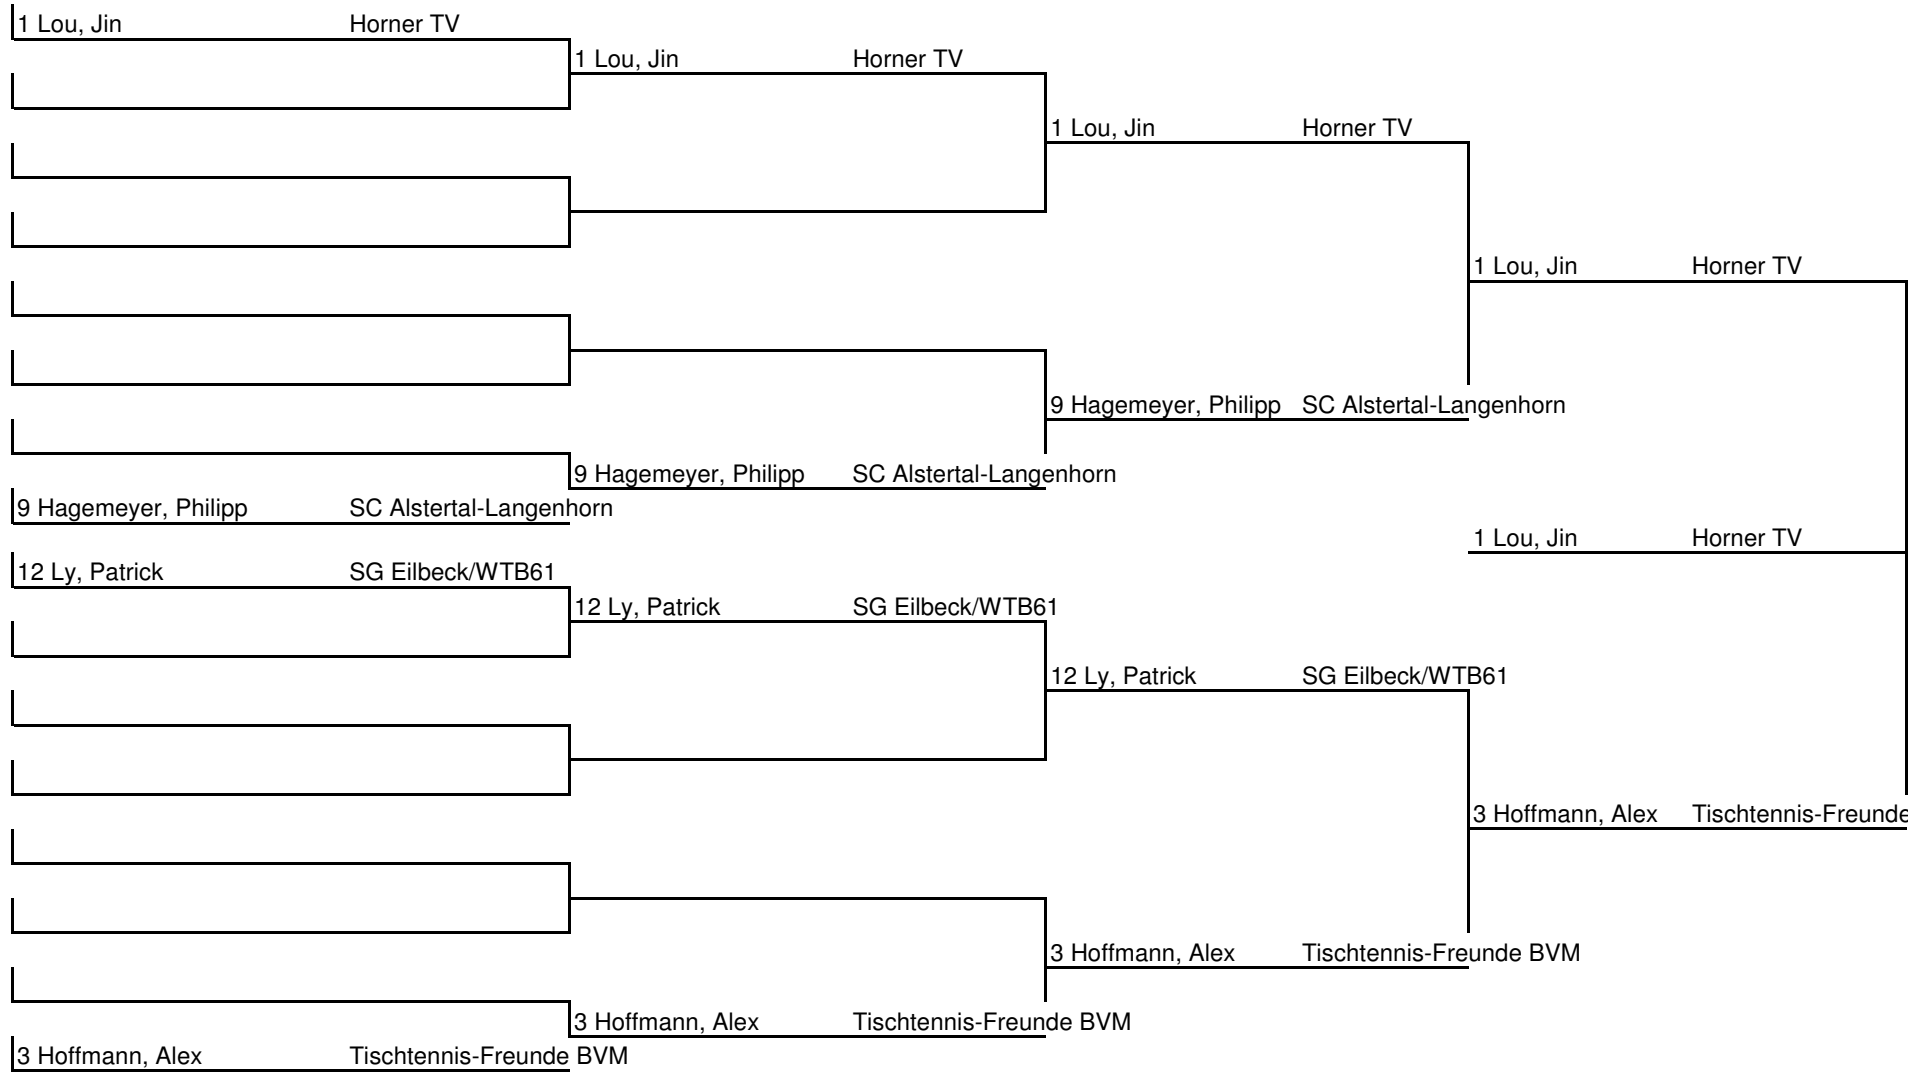 1 Lou, Jin Horner TV
1 Lou, Jin Horner TV
1 Lou, Jin Horner TV
1 Lou, Jin Horner TV
9 Hagemeyer, Philipp SC Alstertal-Langenhorn
9 Hagemeyer, Philipp SC Alstertal-Langenhorn
9 Hagemeyer, Philipp SC Alstertal-Langenhorn
1 Lou, Jin Horner TV
12 Ly, Patrick SG Eilbeck/WTB61
12 Ly, Patrick SG Eilbeck/WTB61
12 Ly, Patrick SG Eilbeck/WTB61
3 Hoffmann, Alex Tischtennis-Freunde
3 Hoffmann, Alex Tischtennis-Freunde BVM
3 Hoffmann, Alex Tischtennis-Freunde BVM
3 Hoffmann, Alex Tischtennis-Freunde BVM